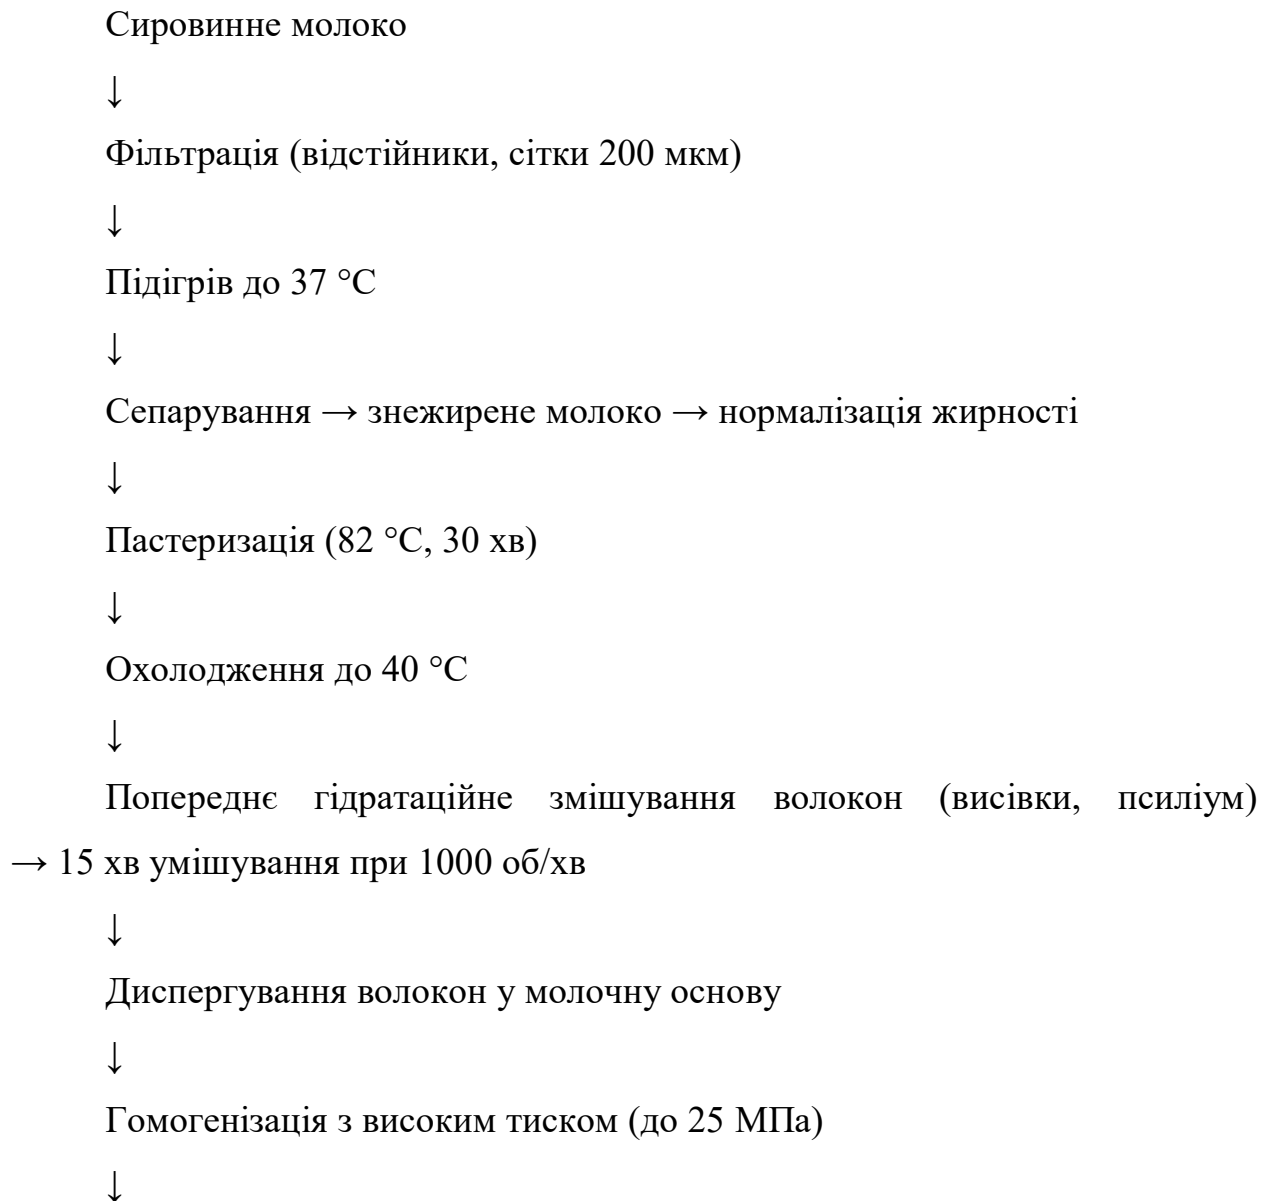 Сировинне молоко
↓
Фільтрація (відстійники, сітки 200 мкм)
↓
Підігрів до 37 °C
↓
Сепарування → знежирене молоко → нормалізація жирності
↓
Пастеризація (82 °C, 30 хв)
↓
Охолодження до 40 °C
↓
Попереднє гідратаційне змішування волокон (висівки, псиліум)
→ 15 хв умішування при 1000 об/хв
↓
Диспергування волокон у молочну основу
↓
Гомогенізація з високим тиском (до 25 МПа)
↓